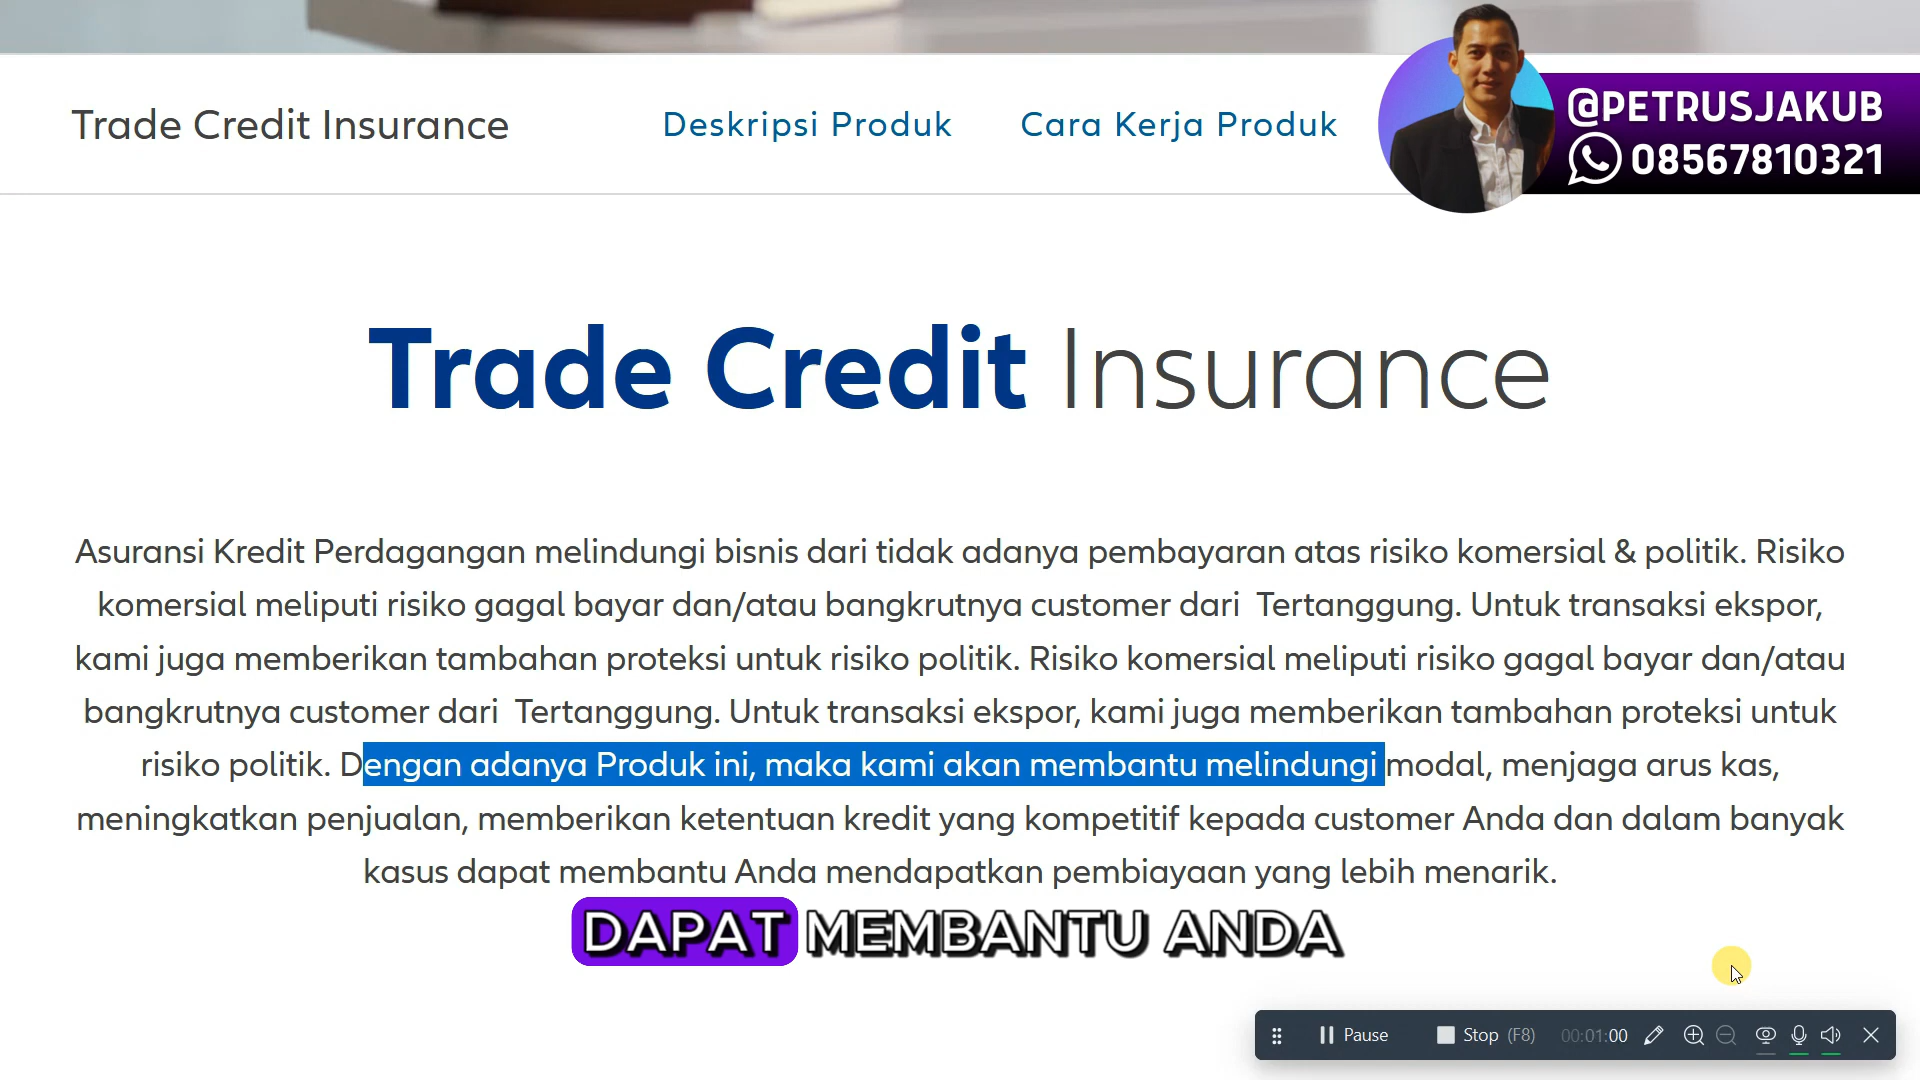 Trade Credit Insurance
Deskripsi Produk
Cara Kerja Produk
@PETRUSJAKUB
08567810321
Trade Credit Insurance
Asuransi Kredit Perdagangan melindungi bisnis dari tidak adanya pembayaran atas risiko komersial & politik. Risiko
komersial meliputi risiko gagal bayar dan/atau bangkrutnya customer dari Tertanggung. Untuk transaksi ekspor,
kami juga memberikan tambahan proteksi untuk risiko politik. Risiko komersial meliputi risiko gagal bayar dan/atau
bangkrutnya customer dari Tertanggung. Untuk transaksi ekspor, kami juga memberikan tambahan proteksi untuk
risiko politik. Dengan adanya Produk ini, maka kami akan membantu melindungi modal, menjaga arus kas,
meningkatkan penjualan, memberikan ketentuan kredit yang kompetitif kepada customer Anda dan dalam banyak
kasus dapat membantu Anda mendapatkan pembiayaan yang lebih menarik.
DAPAT MEMBANTU ANDA
Pause Stop (F8) 00:01:00